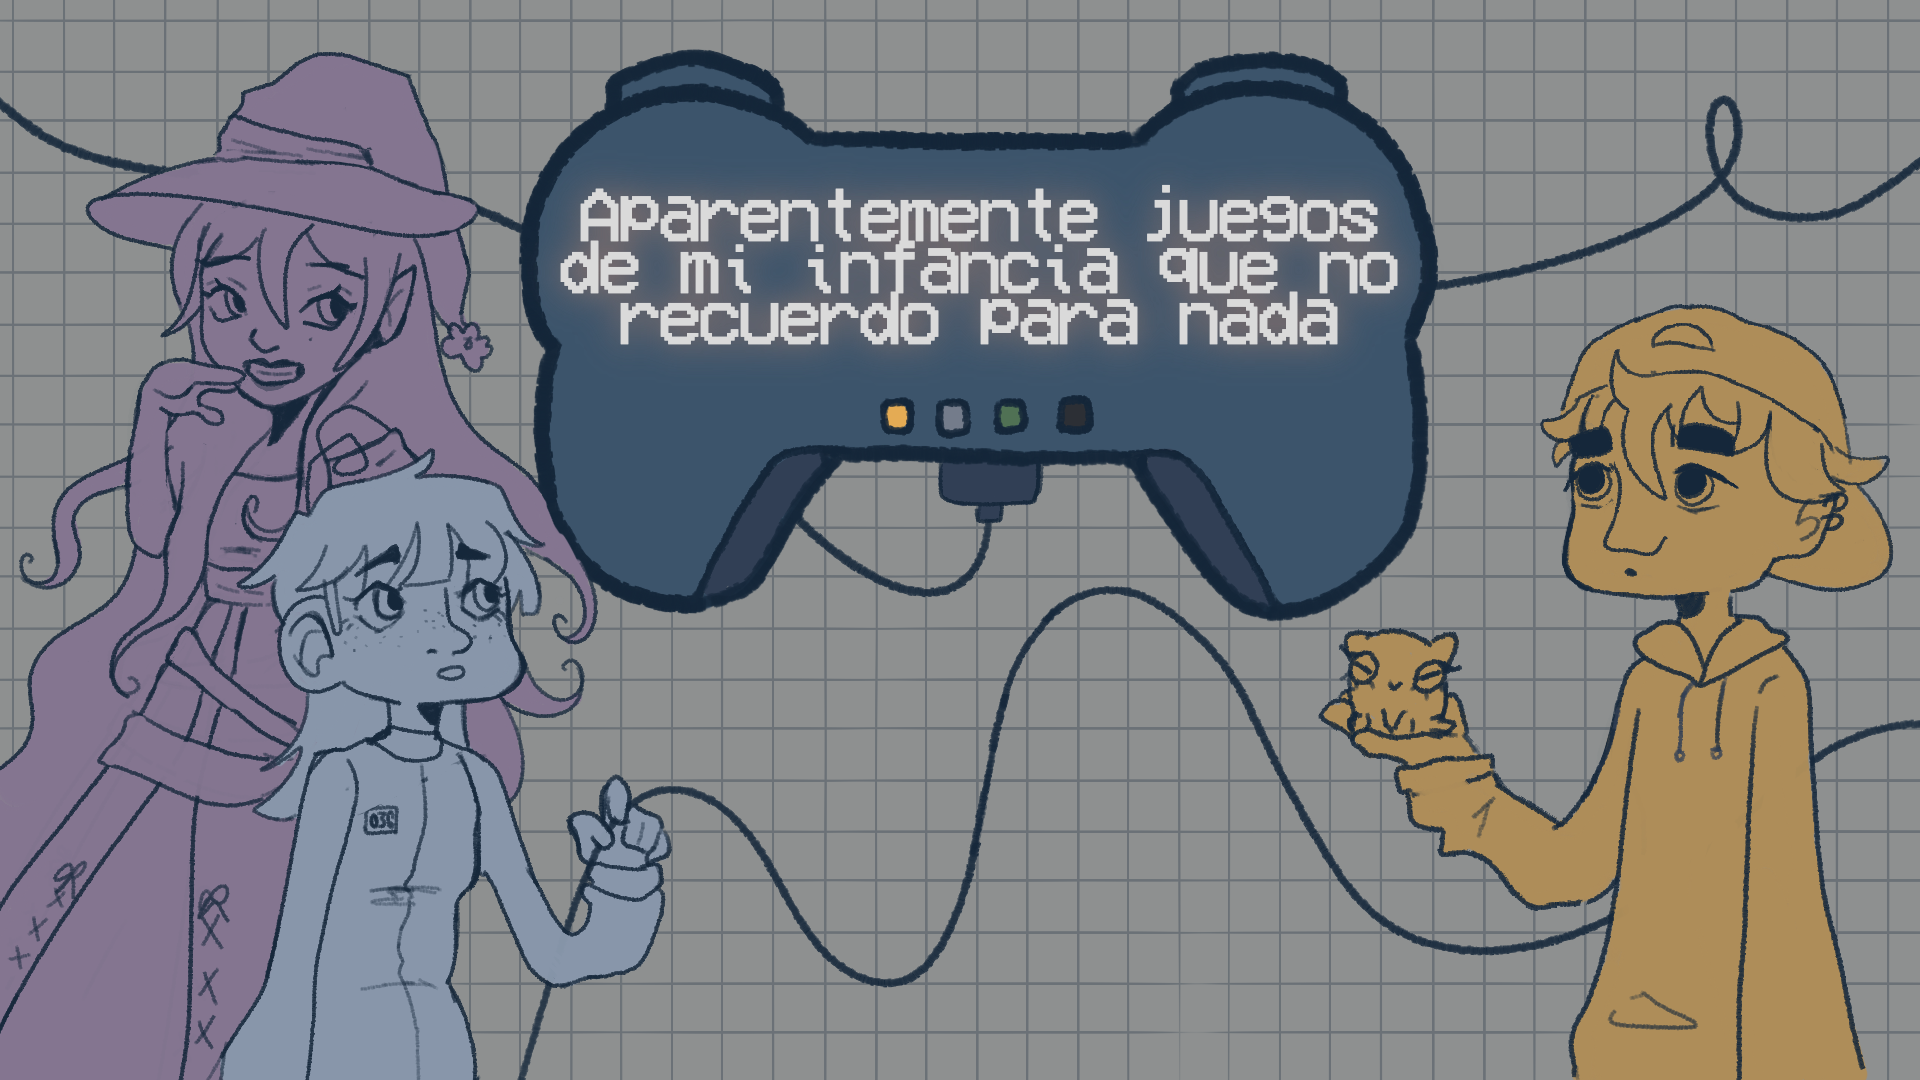 Aparentemente juegos
de mi infancia que no
recuerdo para nada